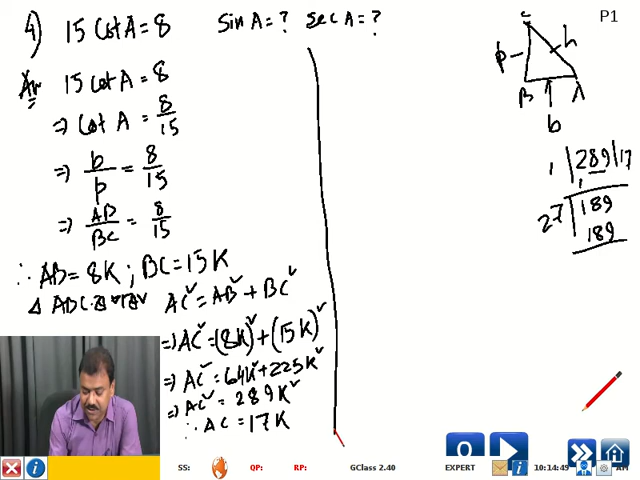 4) 15 Cot A = 8   Sin A = ?   Sec A = ?
P1
15 cot A = 8
⇒ Cot A = 8/15
⇒ b/p = 8/15
⇒ AB/BC = 8/15
∴ AB = 8K ; BC = 15K
Δ ABC
AC² = AB² + BC²
⇒ AC² = (8K)² + (15K)²
⇒ AC² = 64K² + 225K²
⇒ AC² = 289K²
∴ AC = 17K
C
p
h
B
A
b
1 | 289 | 17
1
27 | 189
189
Q
SS:
QP:
RP:
GClass 2.40
EXPERT
10:14:49